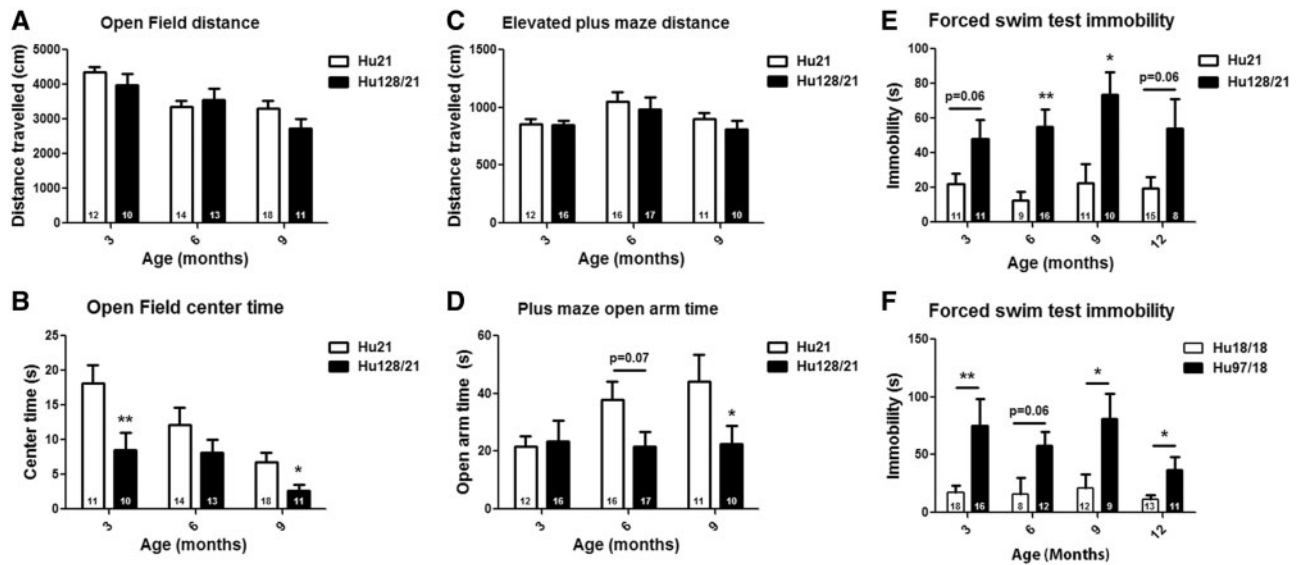 A
Open Field distance
Distance travelled (cm)
5000
4000
3000
2000
1000
0
12
10
14
13
18
11
3
6
9
Age (months)
Hu21
Hu128/21
C
Elevated plus maze distance
Distance travelled (cm)
1500
1000
500
0
12
16
16
17
11
10
3
6
9
Age (months)
Hu21
Hu128/21
E
Forced swim test immobility
Immobility (s)
100
80
60
40
20
0
p=0.06
**
*
p=0.06
11
11
9
16
11
10
15
8
3
6
9
12
Age (months)
Hu21
Hu128/21
B
Open Field center time
Center time (s)
25
20
15
10
5
0
**
*
11
10
14
13
18
11
3
6
9
Age (months)
Hu21
Hu128/21
D
Plus maze open arm time
Open arm time (s)
60
40
20
0
p=0.07
*
12
16
16
17
11
10
3
6
9
Age (months)
Hu21
Hu128/21
F
Forced swim test immobility
Immobility (s)
150
100
50
0
**
p=0.06
*
*
18
16
8
12
12
9
13
11
3
6
9
12
Age (Months)
Hu18/18
Hu97/18